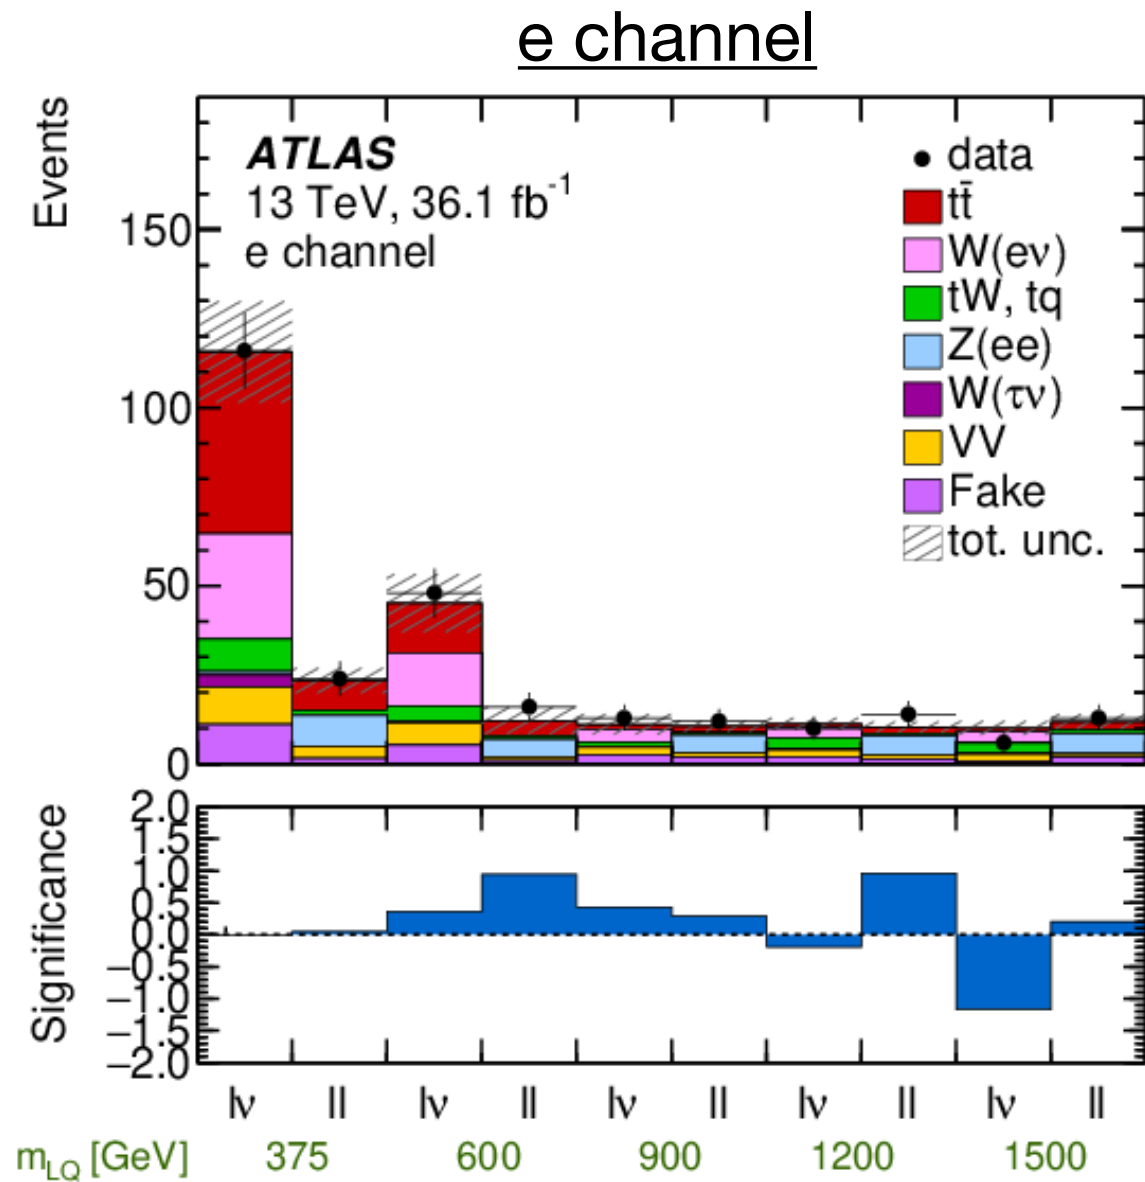 e channel
Events
ATLAS
13 TeV, 36.1 fb⁻¹
e channel
data
tt̄
W(eν)
tW, tq
Z(ee)
W(τν)
VV
Fake
tot. unc.
150
100
50
0
Significance
2.0
1.5
1.0
0.5
0.0
−0.5
−1.0
−1.5
−2.0
lν ll lν ll lν ll lν ll lν ll
m_LQ [GeV] 375 600 900 1200 1500